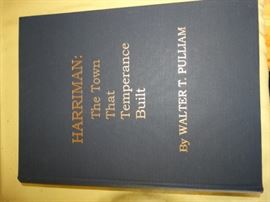 HARRIMAN:
The Town
That
Temperance
Built
By WALTER T. PULLIAM